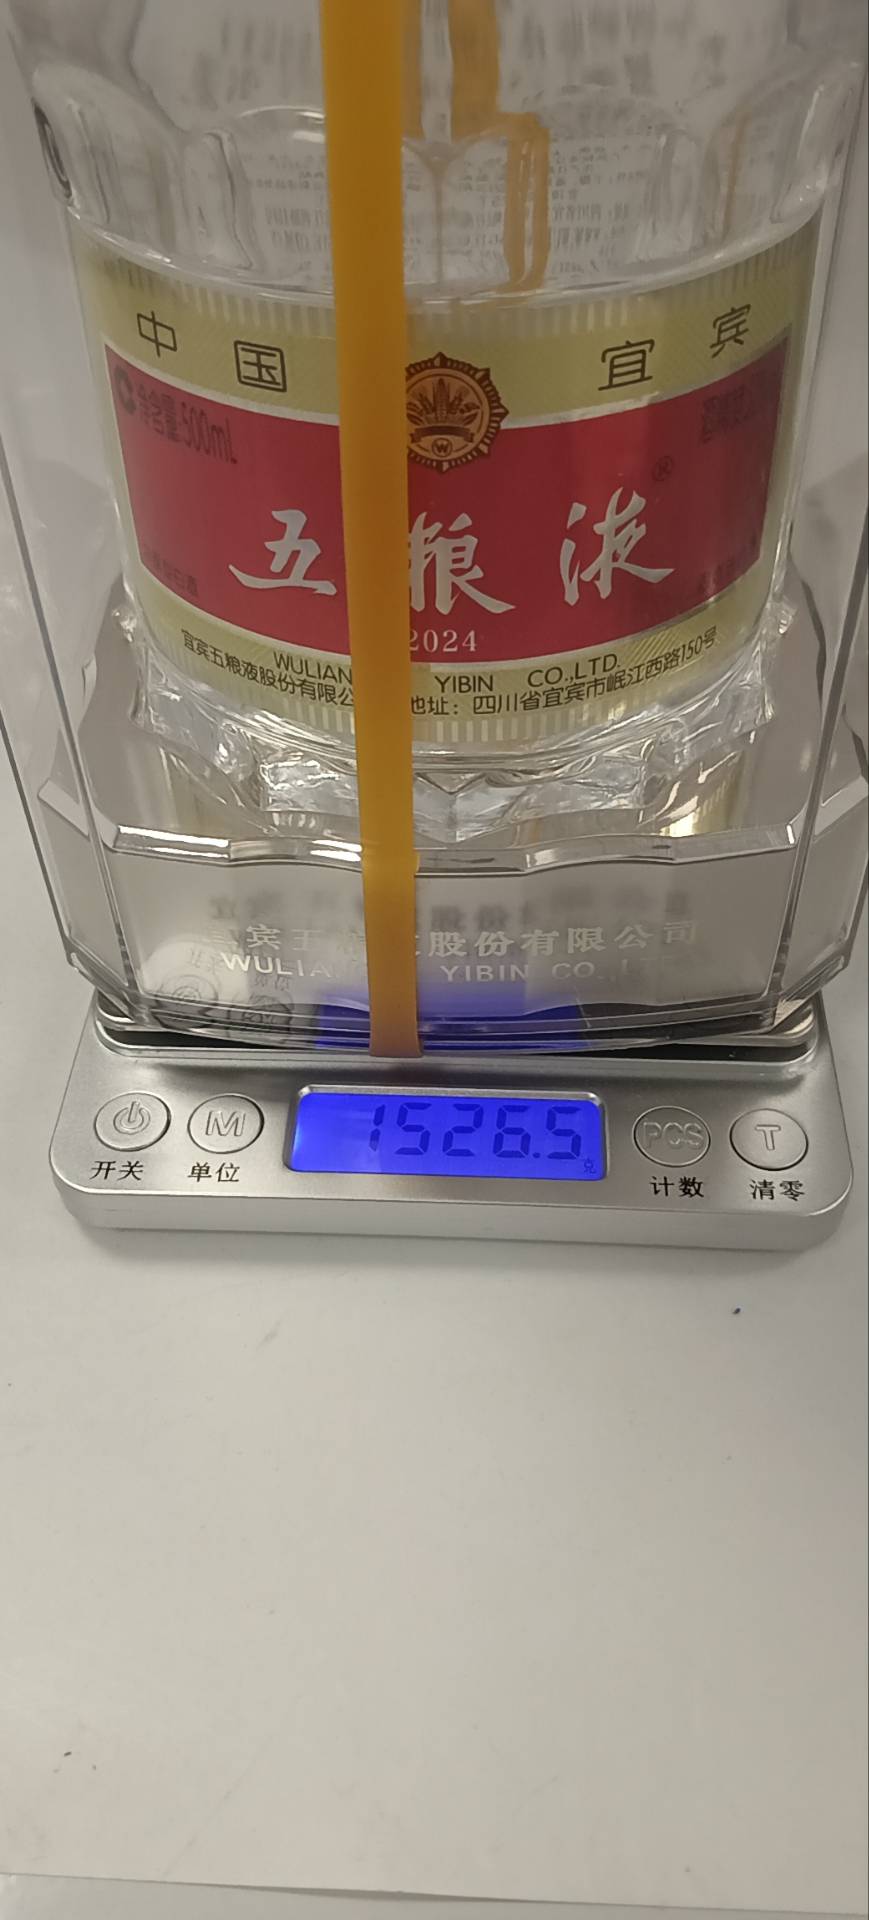 中国 宜宾
净含量:500mL
五粮液®
2024
WULIAN YIBIN CO.,LTD.
宜宾五粮液股份有限公 地址：四川省宜宾市岷江西路150号
宾五 股份有限公司
WULIA YIBIN CO.,LT
1526.5
克
M PCS T
开关 单位 计数 清零